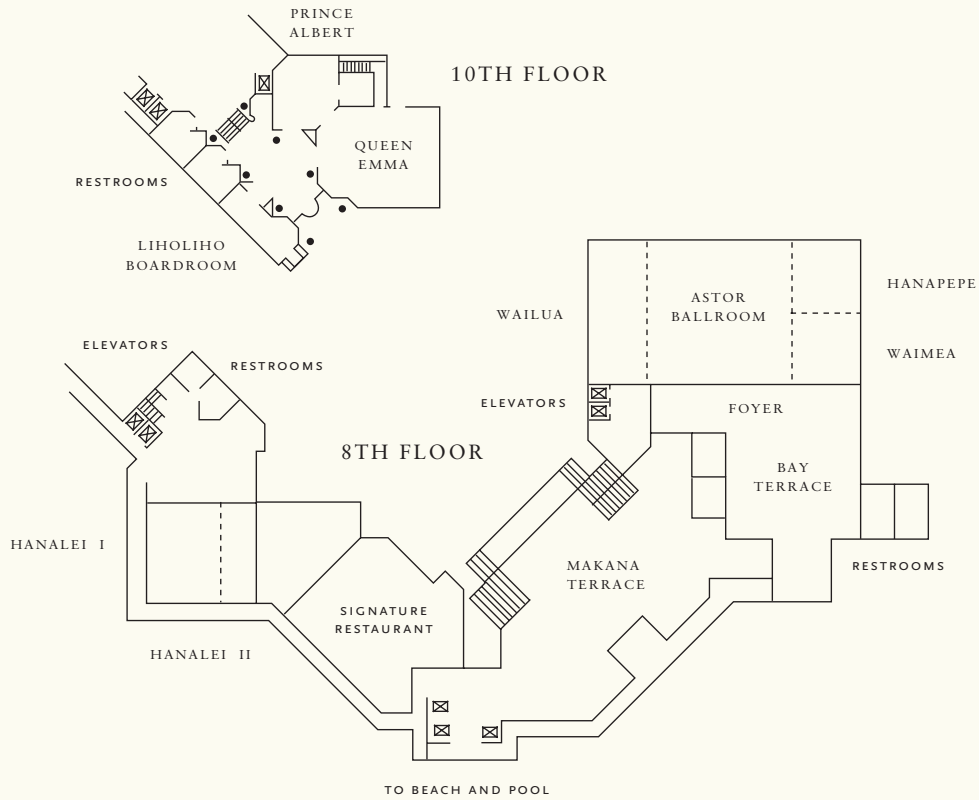 PRINCE
ALBERT
10TH FLOOR
QUEEN
EMMA
RESTROOMS
LIHOLIHO
BOARDROOM
HANAPEPE
ASTOR
BALLROOM
WAILUA
ELEVATORS
WAIMEA
RESTROOMS
ELEVATORS
FOYER
8TH FLOOR
BAY
TERRACE
HANALEI I
MAKANA
TERRACE
RESTROOMS
SIGNATURE
RESTAURANT
HANALEI II
TO BEACH AND POOL